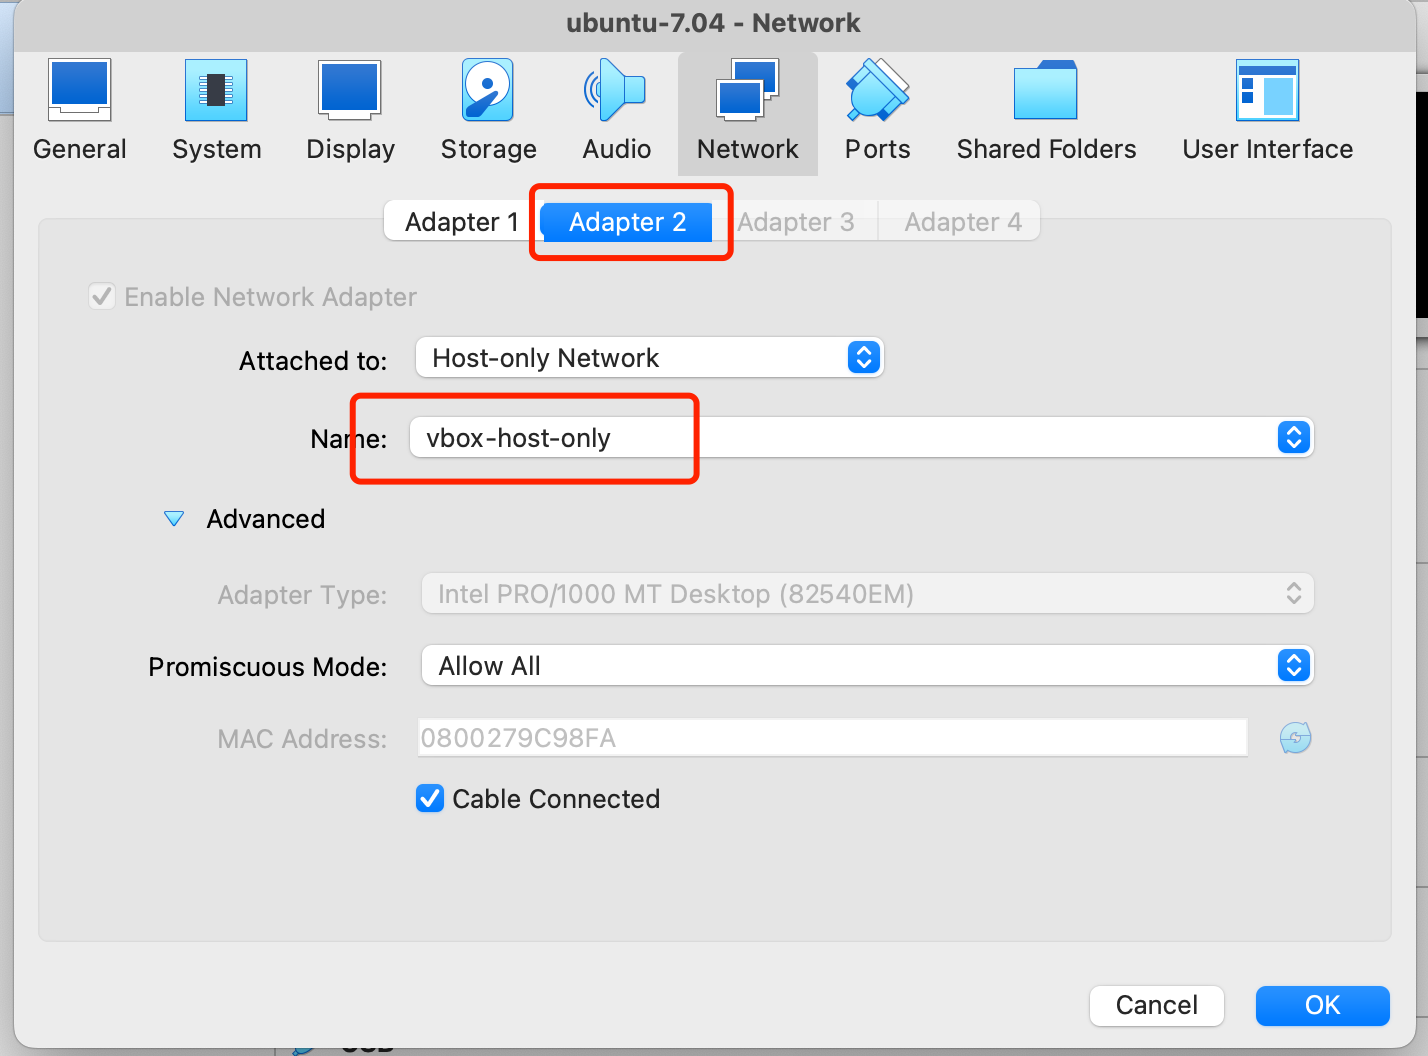 ubuntu-7.04 - Network
General System Display Storage Audio Network Ports Shared Folders User Interface
Adapter 1 Adapter 2 Adapter 3 Adapter 4
Enable Network Adapter
Attached to: Host-only Network
Name: vbox-host-only
Advanced
Adapter Type: Intel PRO/1000 MT Desktop (82540EM)
Promiscuous Mode: Allow All
MAC Address: 0800279C98FA
Cable Connected
Cancel OK